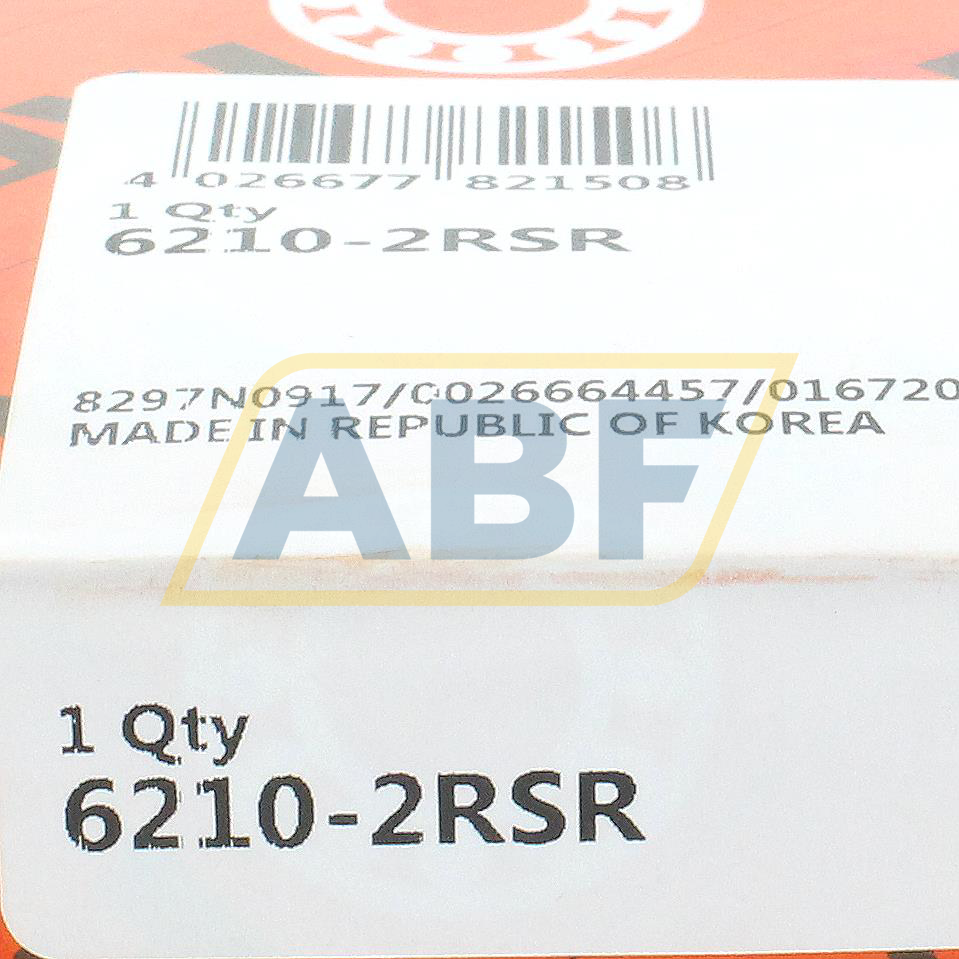 4 026677 821508
1 Qty
6210-2RSR
8297N0917/0026664457/016720
MADE IN REPUBLIC OF KOREA
ABF
1 Qty
6210-2RSR